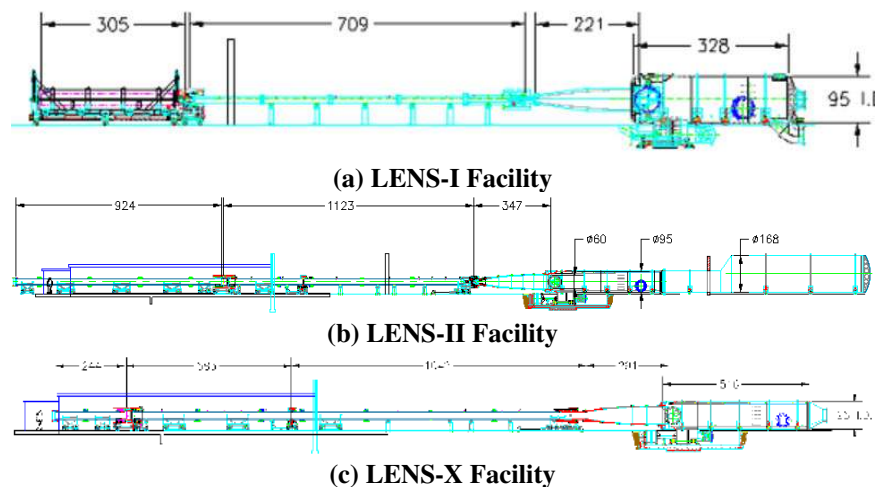 305 709 221 328
95 I.D
(a) LENS-I Facility
924 1123 347
ø60 ø95 ø168
(b) LENS-II Facility
244
(c) LENS-X Facility